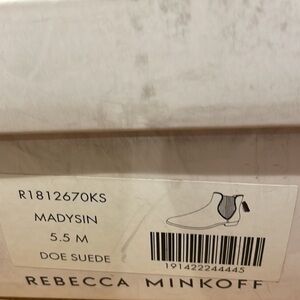 R1812670KS
MADYSIN
5.5 M
DOE SUEDE
191422244445
REBECCA MINKOFF